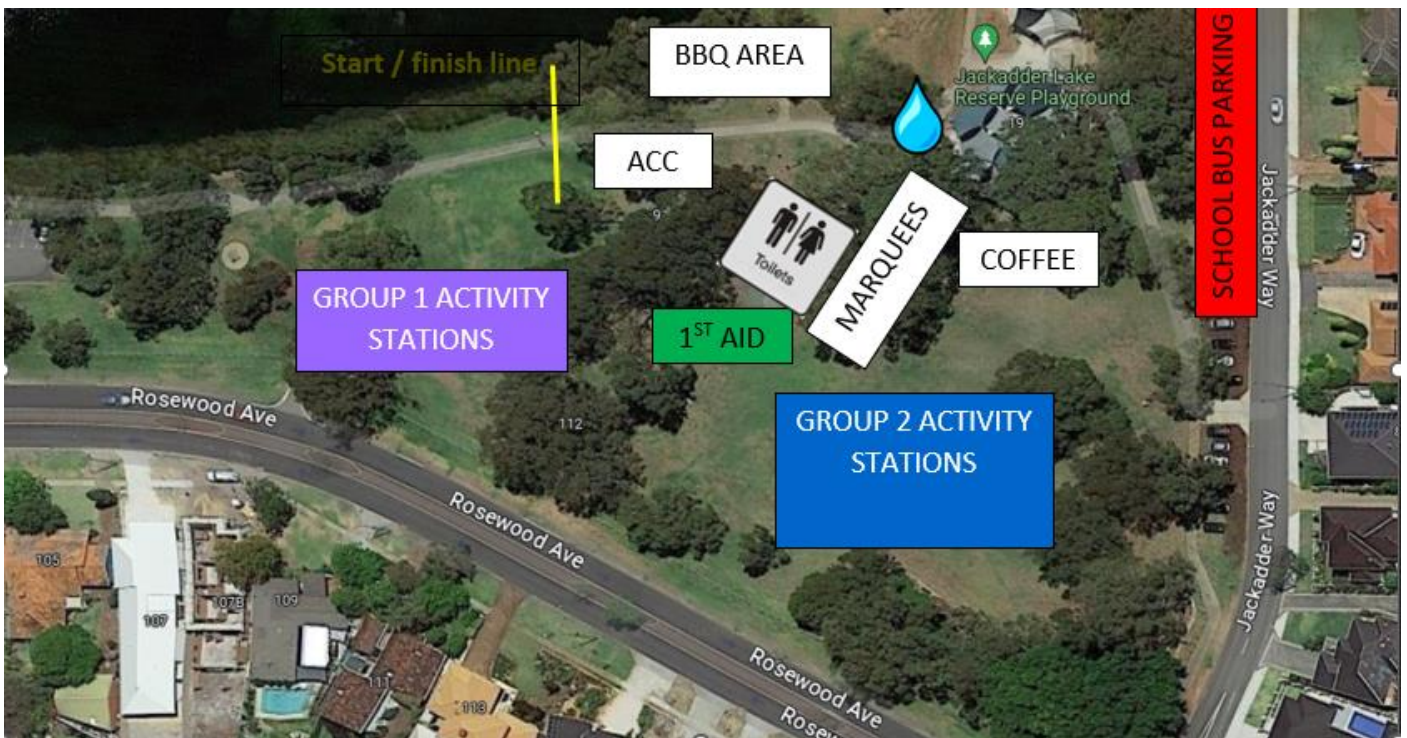 Start / finish line
BBQ AREA
Jackadder Lake
Reserve Playground
19
SCHOOL BUS PARKING
Jackadder Way
ACC
9
Toilets
MARQUEES
COFFEE
GROUP 1 ACTIVITY
STATIONS
1ST AID
Rosewood Ave
112
GROUP 2 ACTIVITY
STATIONS
Rosewood Ave
Jackadder Way
105
107
107B
109
111
113
Rosewood Ave